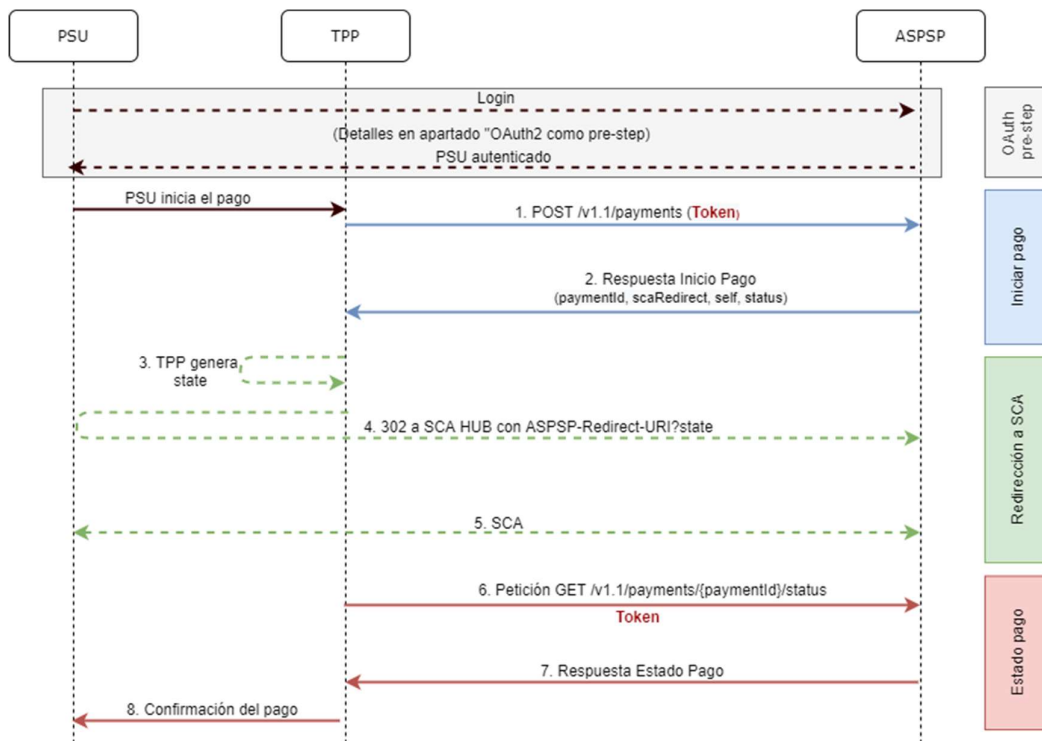 PSU
TPP
ASPSP
Login
(Detalles en apartado "OAuth2 como pre-step)
PSU autenticado
OAuth
pre-step
PSU inicia el pago
1. POST /v1.1/payments (Token)
2. Respuesta Inicio Pago
(paymentId, scaRedirect, self, status)
Iniciar pago
3. TPP genera
state
4. 302 a SCA HUB con ASPSP-Redirect-URI?state
5. SCA
Redirección a SCA
6. Petición GET /v1.1/payments/{paymentId}/status
Token
7. Respuesta Estado Pago
8. Confirmación del pago
Estado pago